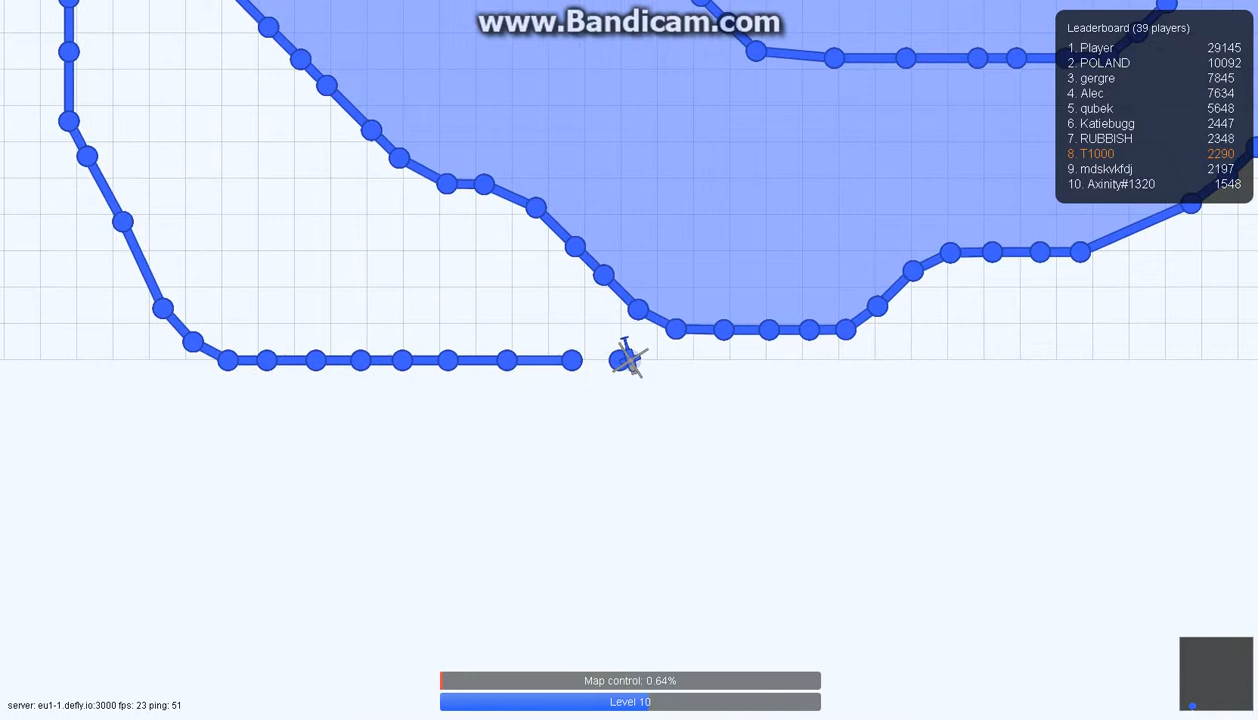 www.Bandicam.com
Leaderboard (39 players)
1. Player 29145
2. POLAND 10092
3. gergre 7845
4. Alec 7634
5. qubek 5648
6. Katiebugg 2447
7. RUBBISH 2348
8. T1000 2290
9. mdskvkfdj 2197
10. Axinity#1320 1548
Map control: 0.64%
Level 10
server: eu1-1.defly.io:3000 fps: 23 ping: 51